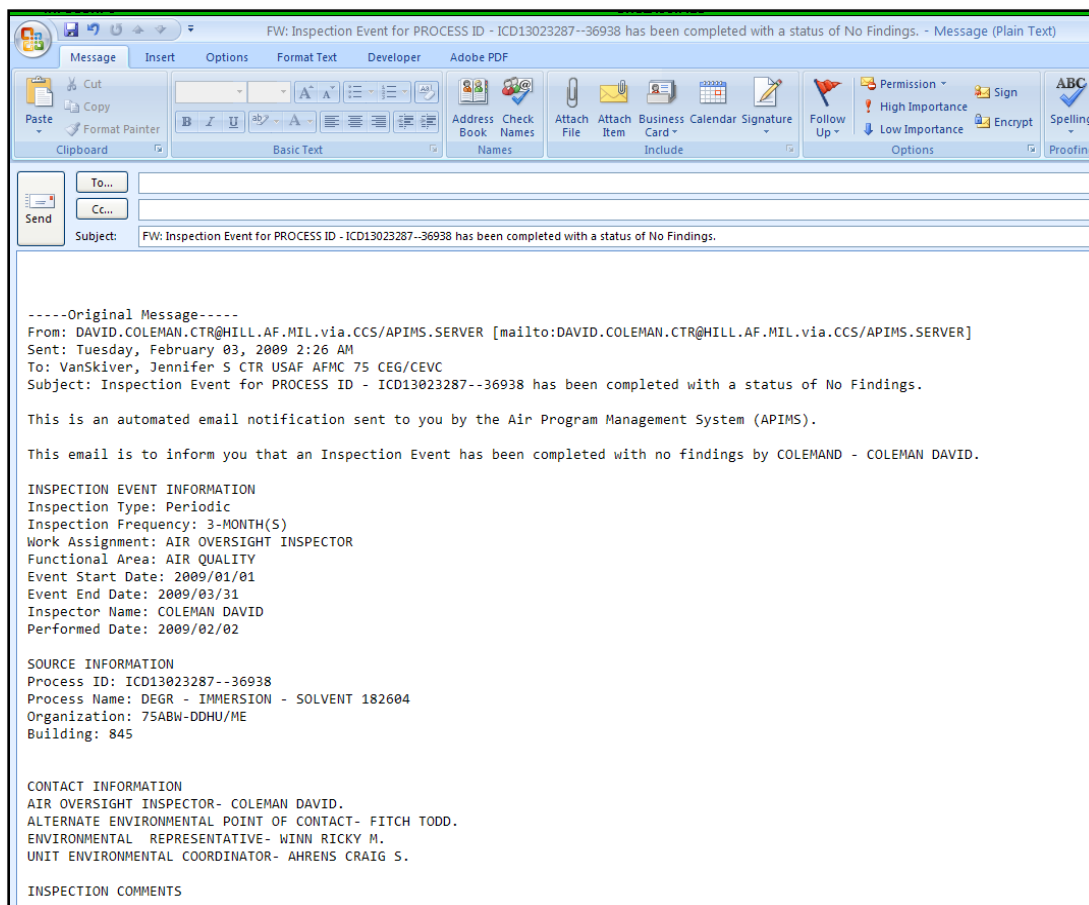 FW: Inspection Event for PROCESS ID - ICD13023287--36938 has been completed with a status of No Findings. - Message (Plain Text)
Message Insert Options Format Text Developer Adobe PDF
Paste
Cut
Copy
Format Painter
Clipboard
B I U ab A
Basic Text
Address Book
Check Names
Names
Attach File
Attach Item
Business Card
Calendar
Signature
Include
Follow Up
Permission
High Importance
Low Importance
Sign
Encrypt
Options
ABC
Spelling
Proofin
Send
To...
Cc...
Subject: FW: Inspection Event for PROCESS ID - ICD13023287--36938 has been completed with a status of No Findings.
-----Original Message-----
From: DAVID.COLEMAN.CTR@HILL.AF.MIL.via.CCS/APIMS.SERVER [mailto:DAVID.COLEMAN.CTR@HILL.AF.MIL.via.CCS/APIMS.SERVER]
Sent: Tuesday, February 03, 2009 2:26 AM
To: VanSkiver, Jennifer S CTR USAF AFMC 75 CEG/CEVC
Subject: Inspection Event for PROCESS ID - ICD13023287--36938 has been completed with a status of No Findings.
This is an automated email notification sent to you by the Air Program Management System (APIMS).
This email is to inform you that an Inspection Event has been completed with no findings by COLEMAND - COLEMAN DAVID.
INSPECTION EVENT INFORMATION
Inspection Type: Periodic
Inspection Frequency: 3-MONTH(S)
Work Assignment: AIR OVERSIGHT INSPECTOR
Functional Area: AIR QUALITY
Event Start Date: 2009/01/01
Event End Date: 2009/03/31
Inspector Name: COLEMAN DAVID
Performed Date: 2009/02/02
SOURCE INFORMATION
Process ID: ICD13023287--36938
Process Name: DEGR - IMMERSION - SOLVENT 182604
Organization: 75ABW-DDHU/ME
Building: 845
CONTACT INFORMATION
AIR OVERSIGHT INSPECTOR- COLEMAN DAVID.
ALTERNATE ENVIRONMENTAL POINT OF CONTACT- FITCH TODD.
ENVIRONMENTAL  REPRESENTATIVE- WINN RICKY M.
UNIT ENVIRONMENTAL COORDINATOR- AHRENS CRAIG S.
INSPECTION COMMENTS